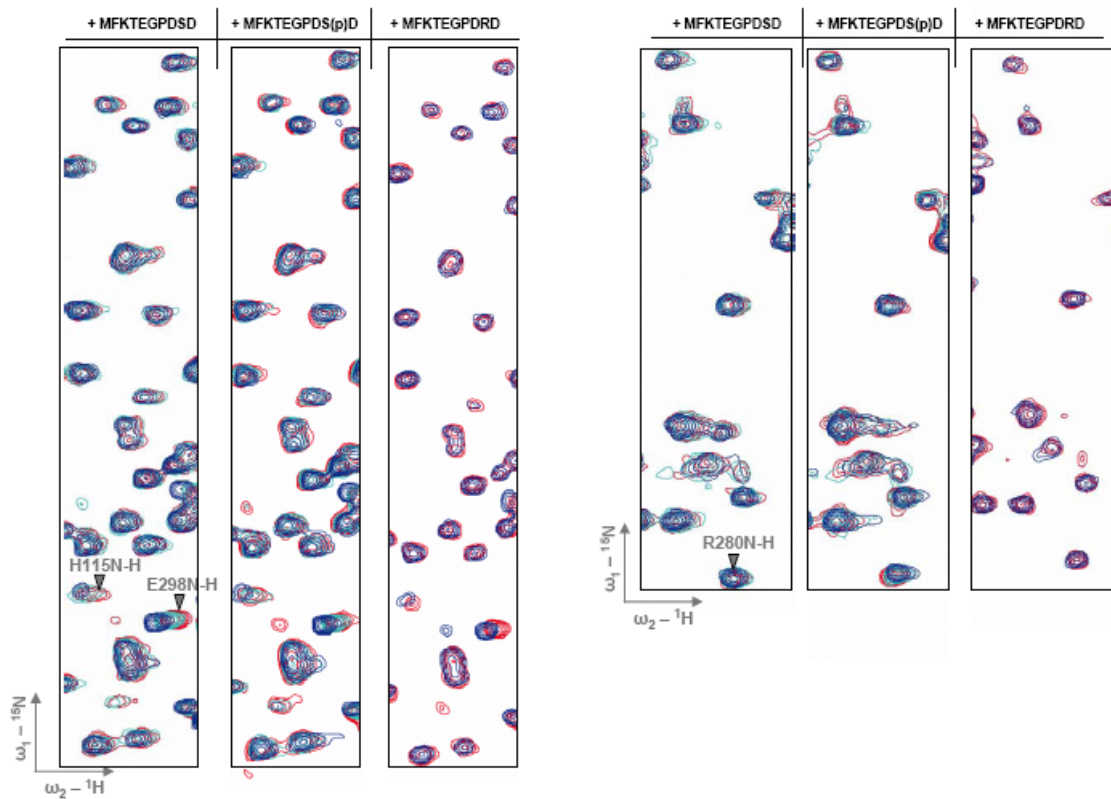 + MFKTEGPDSD + MFKTEGPDS(p)D + MFKTEGPDRD
+ MFKTEGPDSD + MFKTEGPDS(p)D + MFKTEGPDRD
H115N-H
E298N-H
R280N-H
ω₁ – ¹⁵N
ω₂ – ¹H
ω₁ – ¹⁵N
ω₂ – ¹H